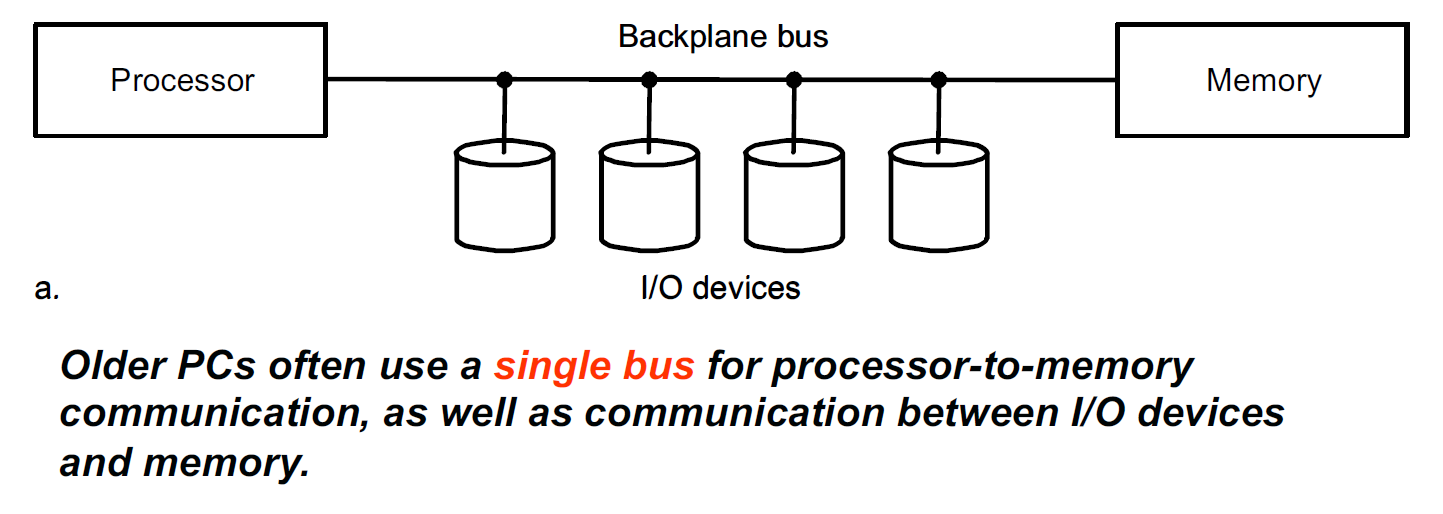 Backplane bus
Processor
Memory
a.
I/O devices
Older PCs often use a single bus for processor-to-memory
communication, as well as communication between I/O devices
and memory.